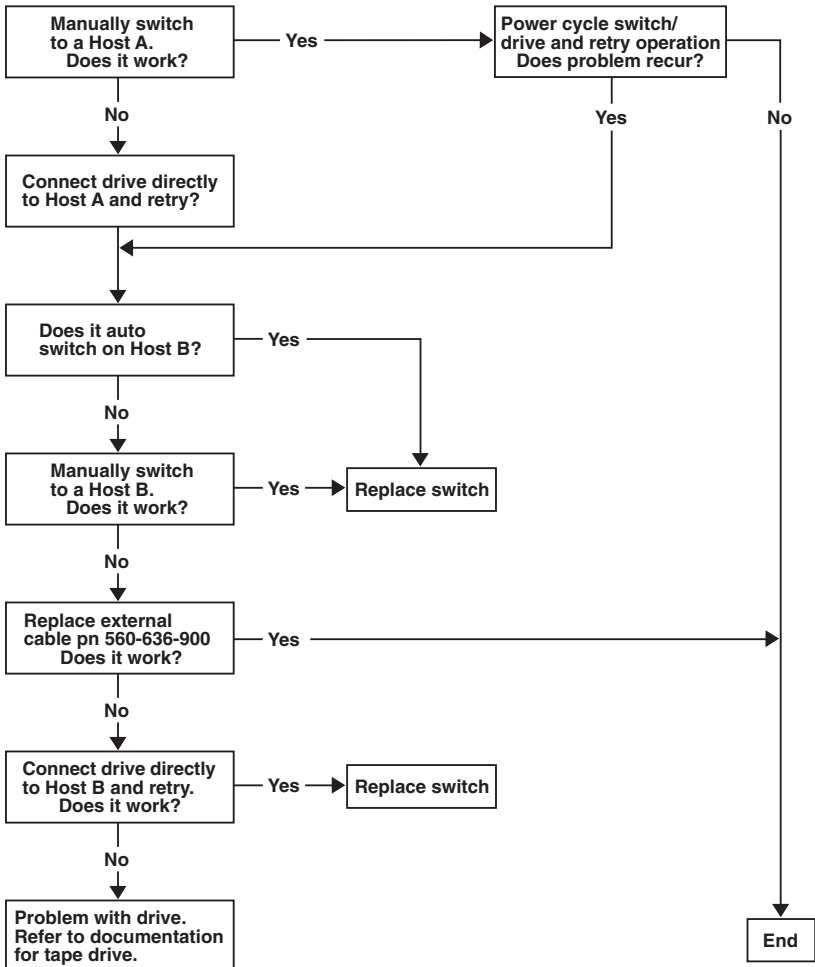 Manually switch
to a Host A.
Does it work?
Yes
Power cycle switch/
drive and retry operation
Does problem recur?
No
Yes
No
Connect drive directly
to Host A and retry?
Does it auto
switch on Host B?
Yes
No
Manually switch
to a Host B.
Does it work?
Yes
Replace switch
No
Replace external
cable pn 560-636-900
Does it work?
Yes
No
Connect drive directly
to Host B and retry.
Does it work?
Yes
Replace switch
No
Problem with drive.
Refer to documentation
for tape drive.
End